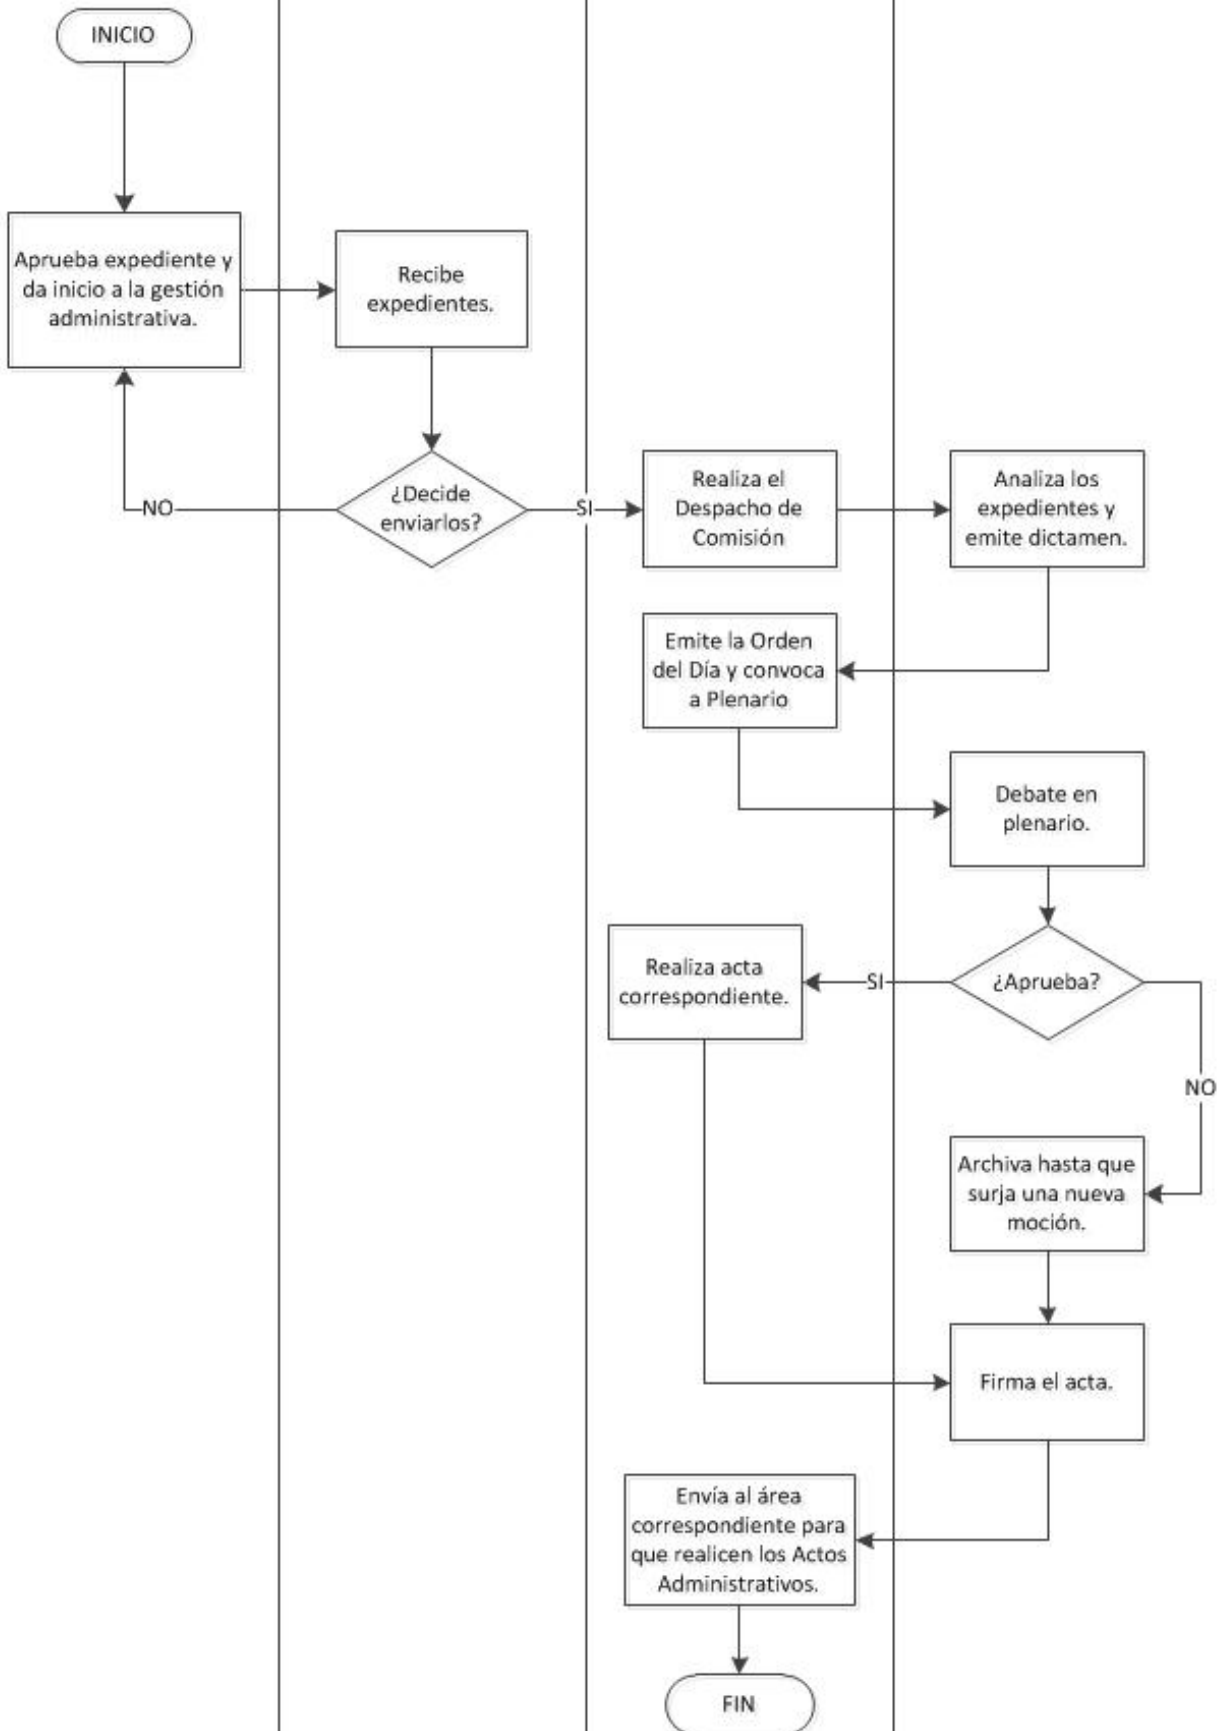 INICIO
Aprueba expediente y
da inicio a la gestión
administrativa.
Recibe
expedientes.
¿Decide
enviarlos?
NO
SI
Realiza el
Despacho de
Comisión
Analiza los
expedientes y
emite dictamen.
Emite la Orden
del Día y convoca
a Plenario
Debate en
plenario.
¿Aprueba?
SI
Realiza acta
correspondiente.
NO
Archiva hasta que
surja una nueva
moción.
Firma el acta.
Envía al área
correspondiente para
que realicen los Actos
Administrativos.
FIN